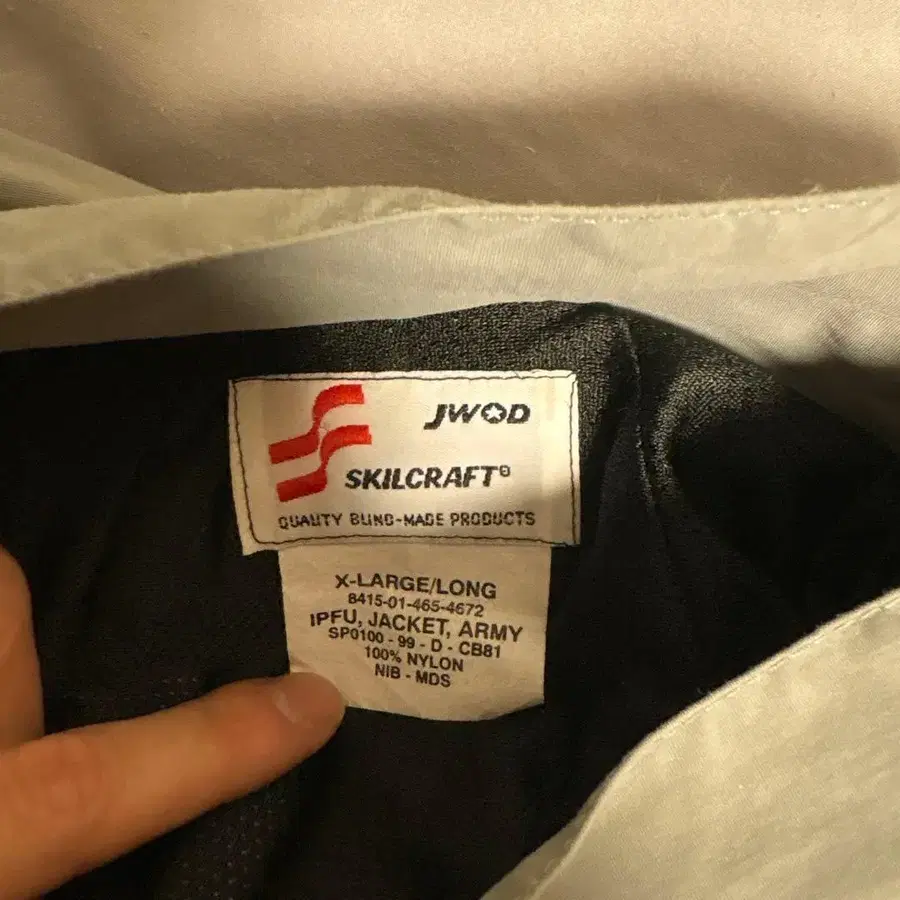 JWOD
SKILCRAFT®
QUALITY BLIND-MADE PRODUCTS
X-LARGE/LONG
8415-01-465-4672
IPFU, JACKET, ARMY
SP0100 - 99 - D - CB81
100% NYLON
NIB - MDS